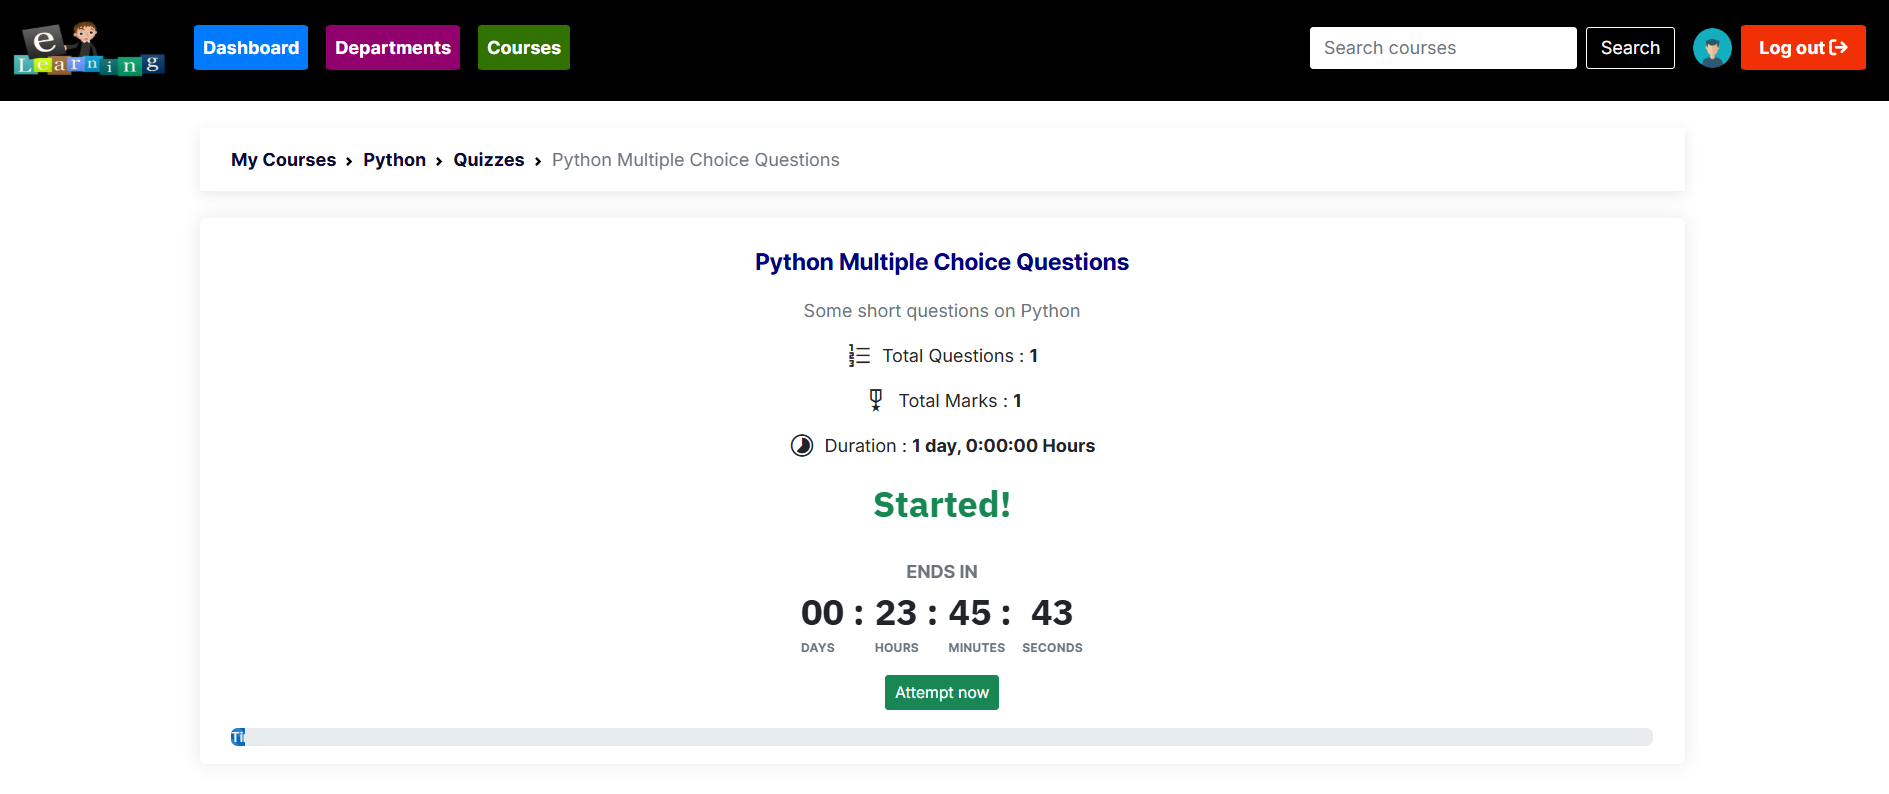 e
Learning
Dashboard
Departments
Courses
Search courses
Search
Log out
My Courses > Python > Quizzes > Python Multiple Choice Questions
Python Multiple Choice Questions
Some short questions on Python
Total Questions : 1
Total Marks : 1
Duration : 1 day, 0:00:00 Hours
Started!
ENDS IN
00 : 23 : 45 : 43
DAYS HOURS MINUTES SECONDS
Attempt now